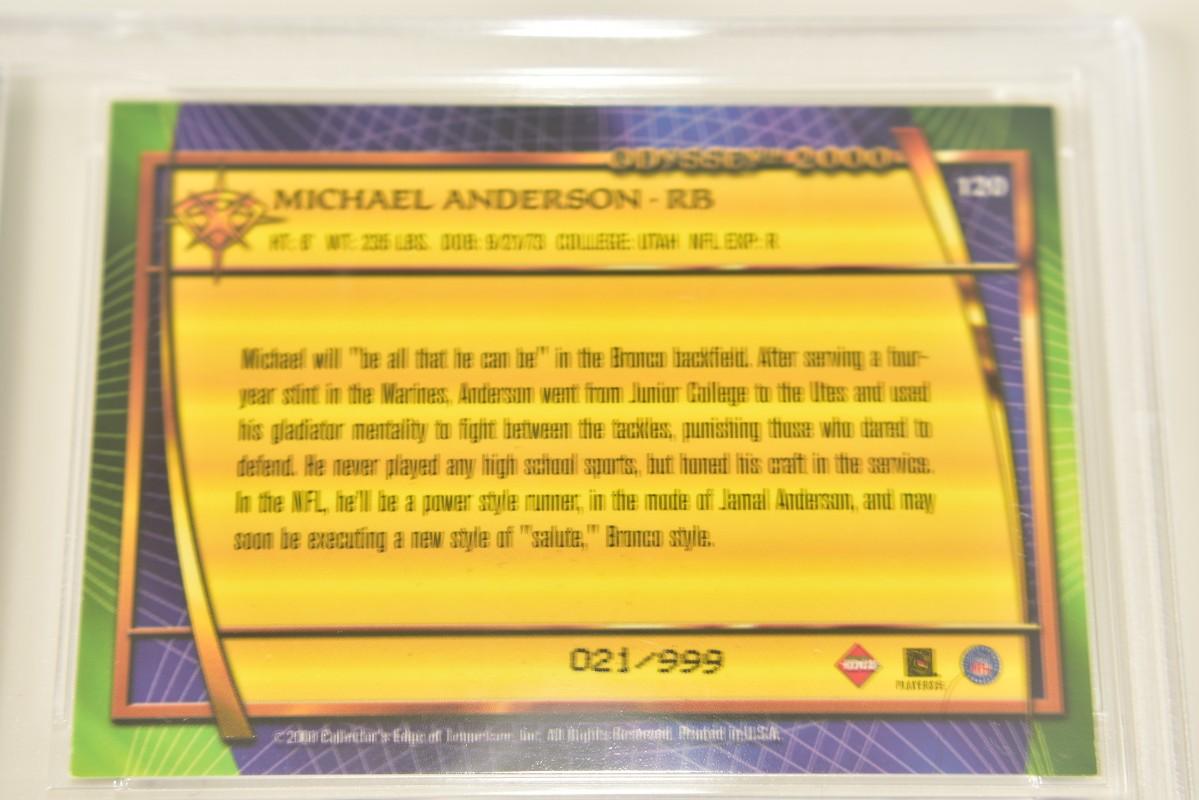 ODYSSEY 2000
120
MICHAEL ANDERSON - RB
HT: 6' WT: 235 LBS. DOB: 9/21/73 COLLEGE: UTAH NFL EXP: R
Michael will "be all that he can be" in the Bronco backfield. After serving a four-
year stint in the Marines, Anderson went from Junior College to the Utes and used
his gladiator mentality to fight between the tackles, punishing those who dared to
defend. He never played any high school sports, but honed his craft in the service.
In the NFL, he'll be a power style runner, in the mode of Jamal Anderson, and may
soon be executing a new style of "salute," Bronco style.
021/999
EDGE
PLAYERS INC
© 2000 Collector's Edge of Tennessee, Inc. All Rights Reserved. Printed in U.S.A.